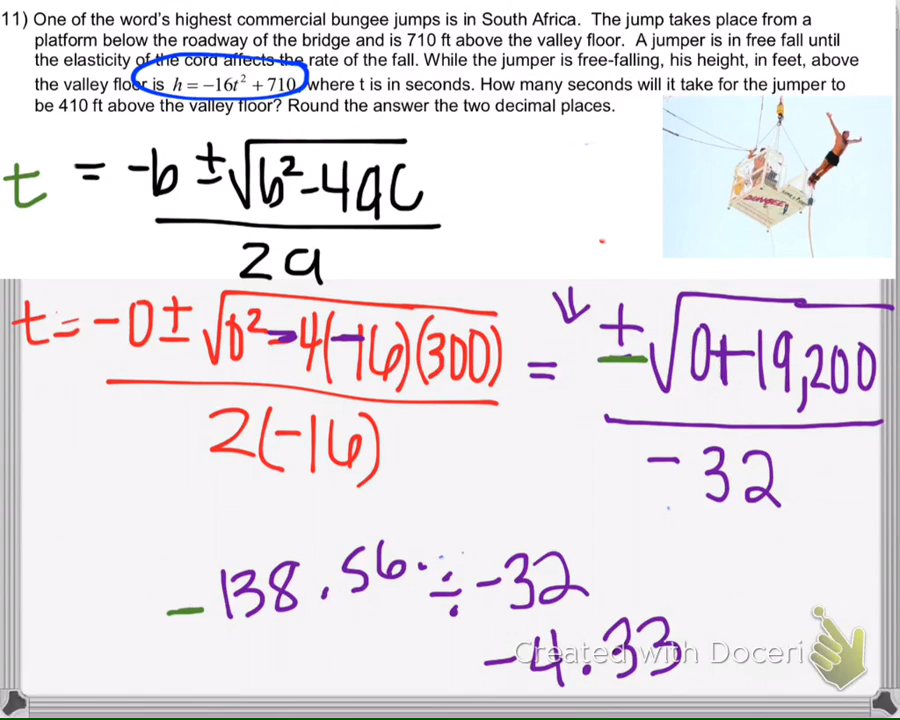 11) One of the word's highest commercial bungee jumps is in South Africa. The jump takes place from a
platform below the roadway of the bridge and is 710 ft above the valley floor. A jumper is in free fall until
the elasticity of the cord affects the rate of the fall. While the jumper is free-falling, his height, in feet, above
the valley floor is h = −16t² + 710, where t is in seconds. How many seconds will it take for the jumper to
be 410 ft above the valley floor? Round the answer the two decimal places.
t = -b ± √b² - 4ac
2a
t = -0 ± √0² - 4(-16)(300) = ± √0 + 19,200
2(-16) - 32
-138.56 ÷ -32
-4.33
Created with Doceri
BUNGEE